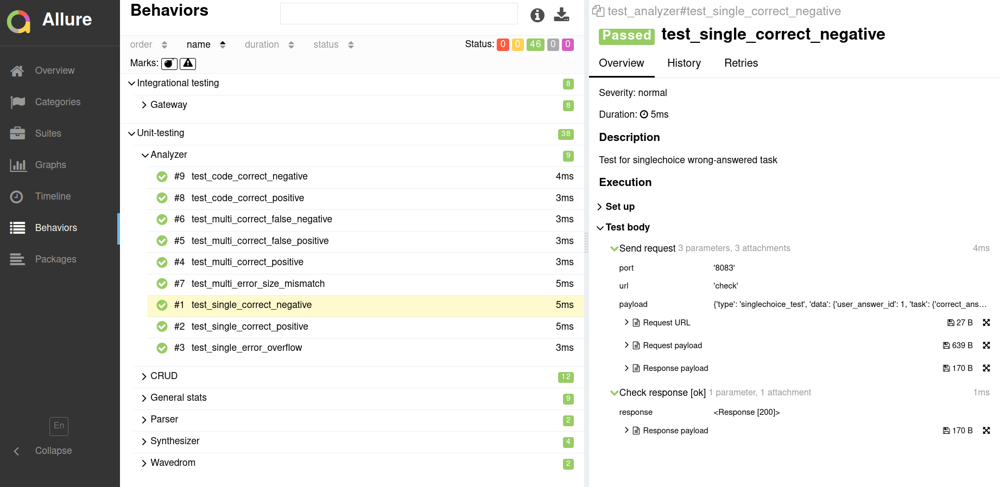 Allure
Overview
Categories
Suites
Graphs
Timeline
Behaviors
Packages
En
Collapse
Behaviors
order name duration status Status: 0 0 46 0 0
Marks:
Integrational testing 8
Gateway 8
Unit-testing 38
Analyzer 9
#9 test_code_correct_negative 4ms
#8 test_code_correct_positive 3ms
#6 test_multi_correct_false_negative 3ms
#5 test_multi_correct_false_positive 3ms
#4 test_multi_correct_positive 3ms
#7 test_multi_error_size_mismatch 5ms
#1 test_single_correct_negative 5ms
#2 test_single_correct_positive 5ms
#3 test_single_error_overflow 3ms
CRUD 12
General stats 9
Parser 2
Synthesizer 4
Wavedrom 2
test_analyzer#test_single_correct_negative
Passed test_single_correct_negative
Overview History Retries
Severity: normal
Duration: 5ms
Description
Test for singlechoice wrong-answered task
Execution
Set up
Test body
Send request 3 parameters, 3 attachments 4ms
port '8083'
url 'check'
payload {'type': 'singlechoice_test', 'data': {'user_answer_id': 1, 'task': {'correct_ans...
Request URL 27 B
Request payload 639 B
Response payload 170 B
Check response [ok] 1 parameter, 1 attachment 1ms
response <Response [200]>
Response payload 170 B